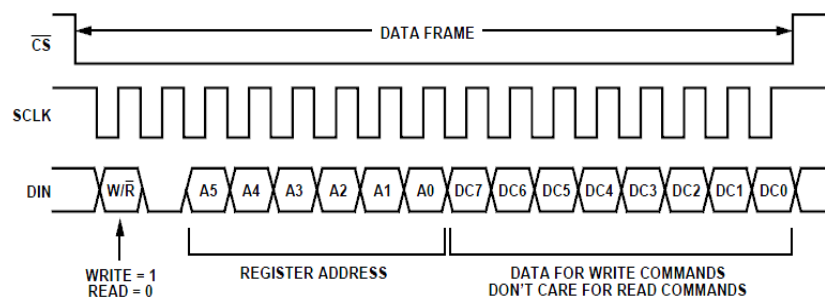 DATA FRAME
C̅S̅
SCLK
DIN W/R̅ A5 A4 A3 A2 A1 A0 DC7 DC6 DC5 DC4 DC3 DC2 DC1 DC0
WRITE = 1
READ = 0
REGISTER ADDRESS
DATA FOR WRITE COMMANDS
DON'T CARE FOR READ COMMANDS